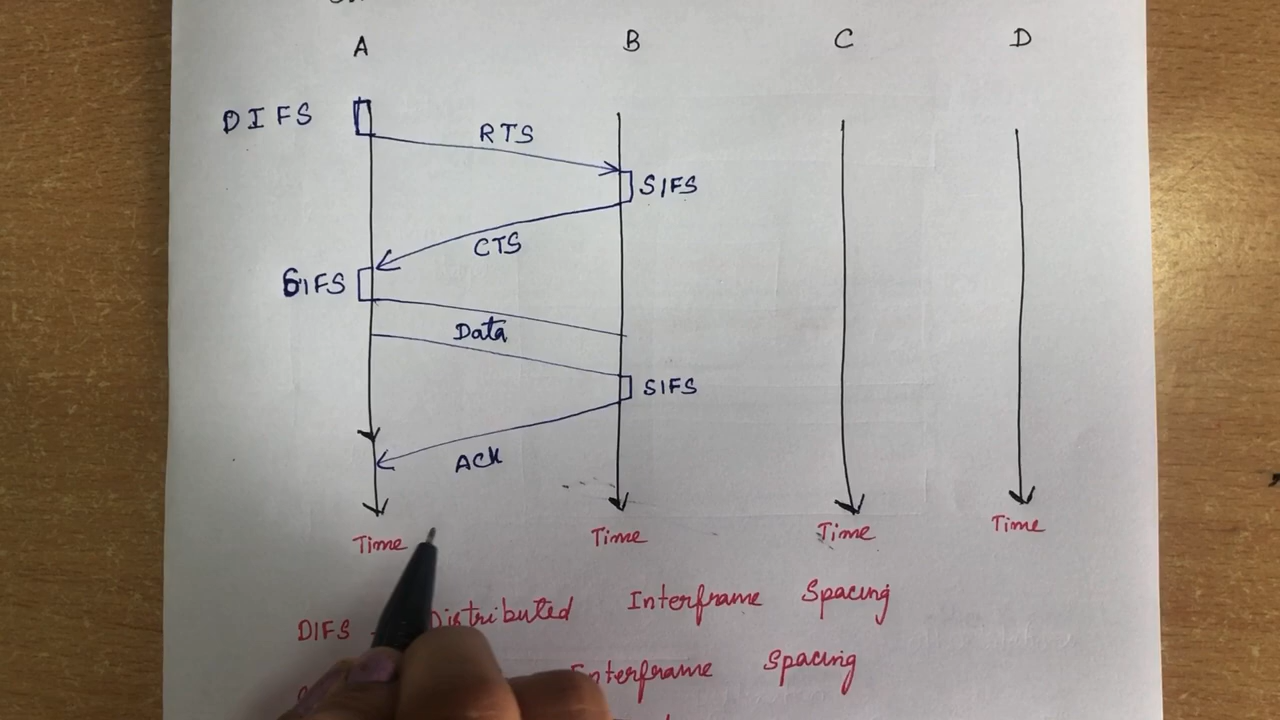 A B C D
DIFS
RTS
SIFS
CTS
SIFS
Data
SIFS
Ack
Time Time Time Time
DIFS Distributed Interframe Spacing
Interframe Spacing